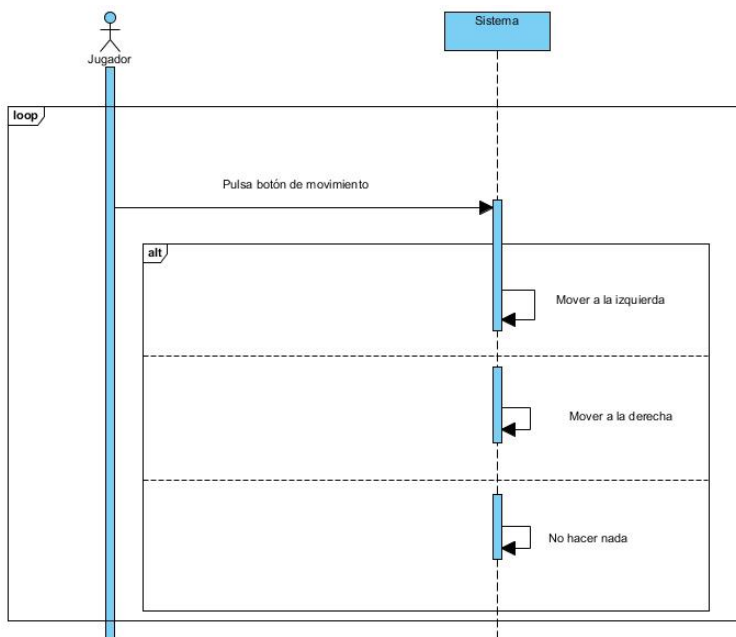 Sistema
Jugador
loop
Pulsa botón de movimiento
alt
Mover a la izquierda
Mover a la derecha
No hacer nada